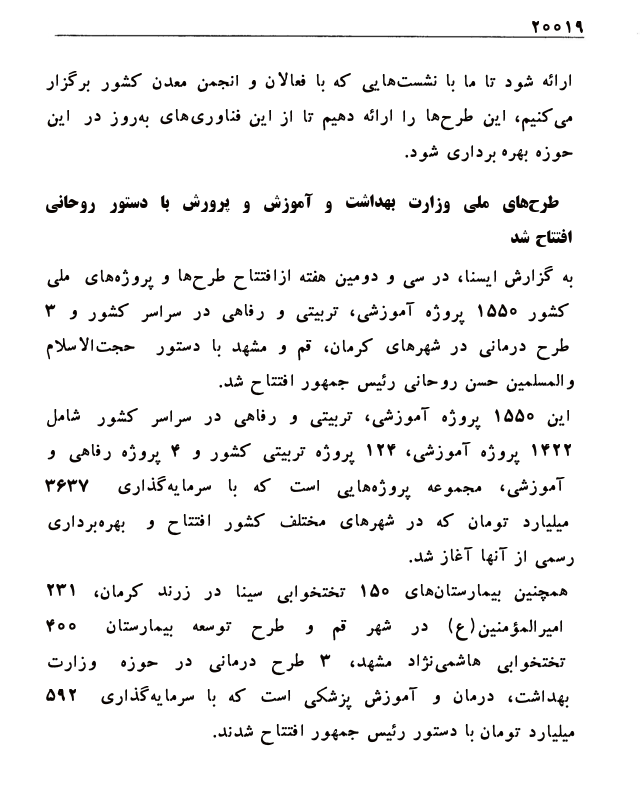 ۲۰۰۱۹
ارائه شود تا ما با نشست‌هایی که با فعالان و انجمن معدن کشور برگزار
می‌کنیم، این طرح‌ها را ارائه دهیم تا از این فناوری‌های به‌روز در این
حوزه بهره برداری شود.
طرح‌های ملی وزارت بهداشت و آموزش و پرورش با دستور روحانی
افتتاح شد
به گزارش ایسنا، در سی و دومین هفته ازافتتاح طرح‌ها و پروژه‌های ملی
کشور ۱۵۵۰ پروژه آموزشی، تربیتی و رفاهی در سراسر کشور و ۳
طرح درمانی در شهرهای کرمان، قم و مشهد با دستور حجت‌الاسلام
والمسلمین حسن روحانی رئیس جمهور افتتاح شد.
این ۱۵۵۰ پروژه آموزشی، تربیتی و رفاهی در سراسر کشور شامل
۱۴۲۲ پروژه آموزشی، ۱۲۴ پروژه تربیتی کشور و ۴ پروژه رفاهی و
آموزشی، مجموعه پروژه‌هایی است که با سرمایه‌گذاری ۳۶۳۷
میلیارد تومان که در شهرهای مختلف کشور افتتاح و بهره‌برداری
رسمی از آنها آغاز شد.
همچنین بیمارستان‌های ۱۵۰ تختخوابی سینا در زرند کرمان، ۲۳۱
امیرالمؤمنین(ع) در شهر قم و طرح توسعه بیمارستان ۴۰۰
تختخوابی هاشمی‌نژاد مشهد، ۳ طرح درمانی در حوزه وزارت
بهداشت، درمان و آموزش پزشکی است که با سرمایه‌گذاری ۵۹۲
میلیارد تومان با دستور رئیس جمهور افتتاح شدند.